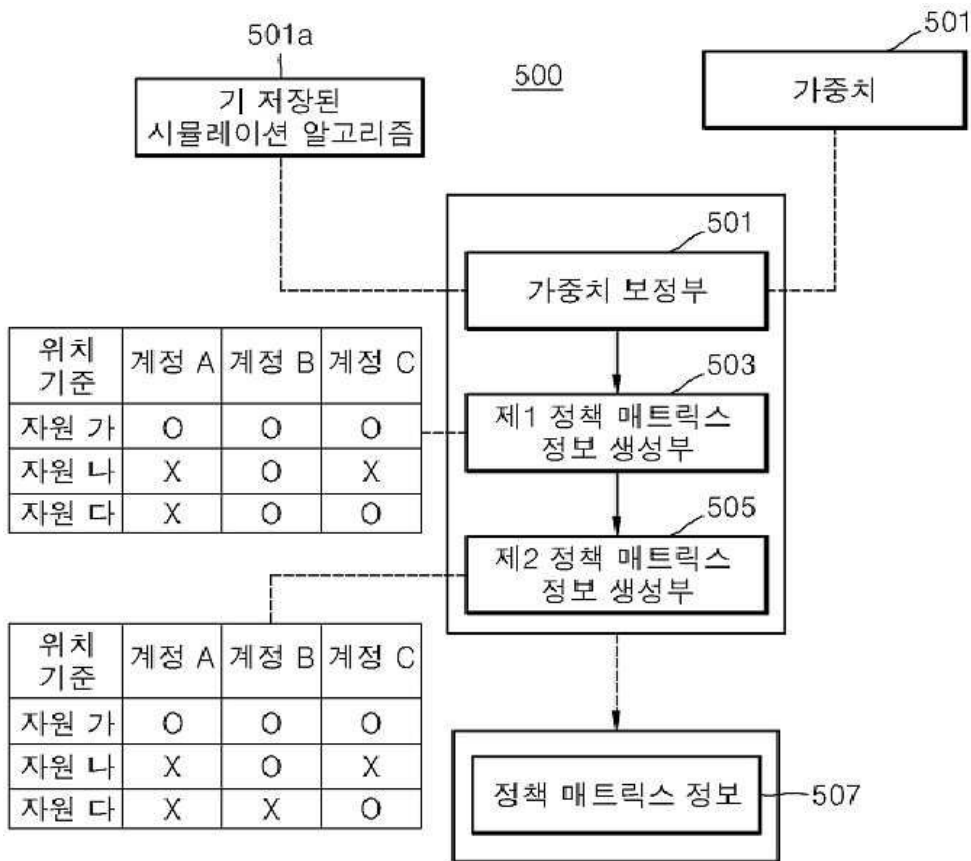 501a
500
501
기 저장된
시뮬레이션 알고리즘
가중치
501
가중치 보정부
위치
기준
계정 A 계정 B 계정 C
자원 가 O O O
자원 나 X O X
자원 다 X O O
503
제1 정책 매트릭스
정보 생성부
505
제2 정책 매트릭스
정보 생성부
위치
기준
계정 A 계정 B 계정 C
자원 가 O O O
자원 나 X O X
자원 다 X X O
정책 매트릭스 정보
507